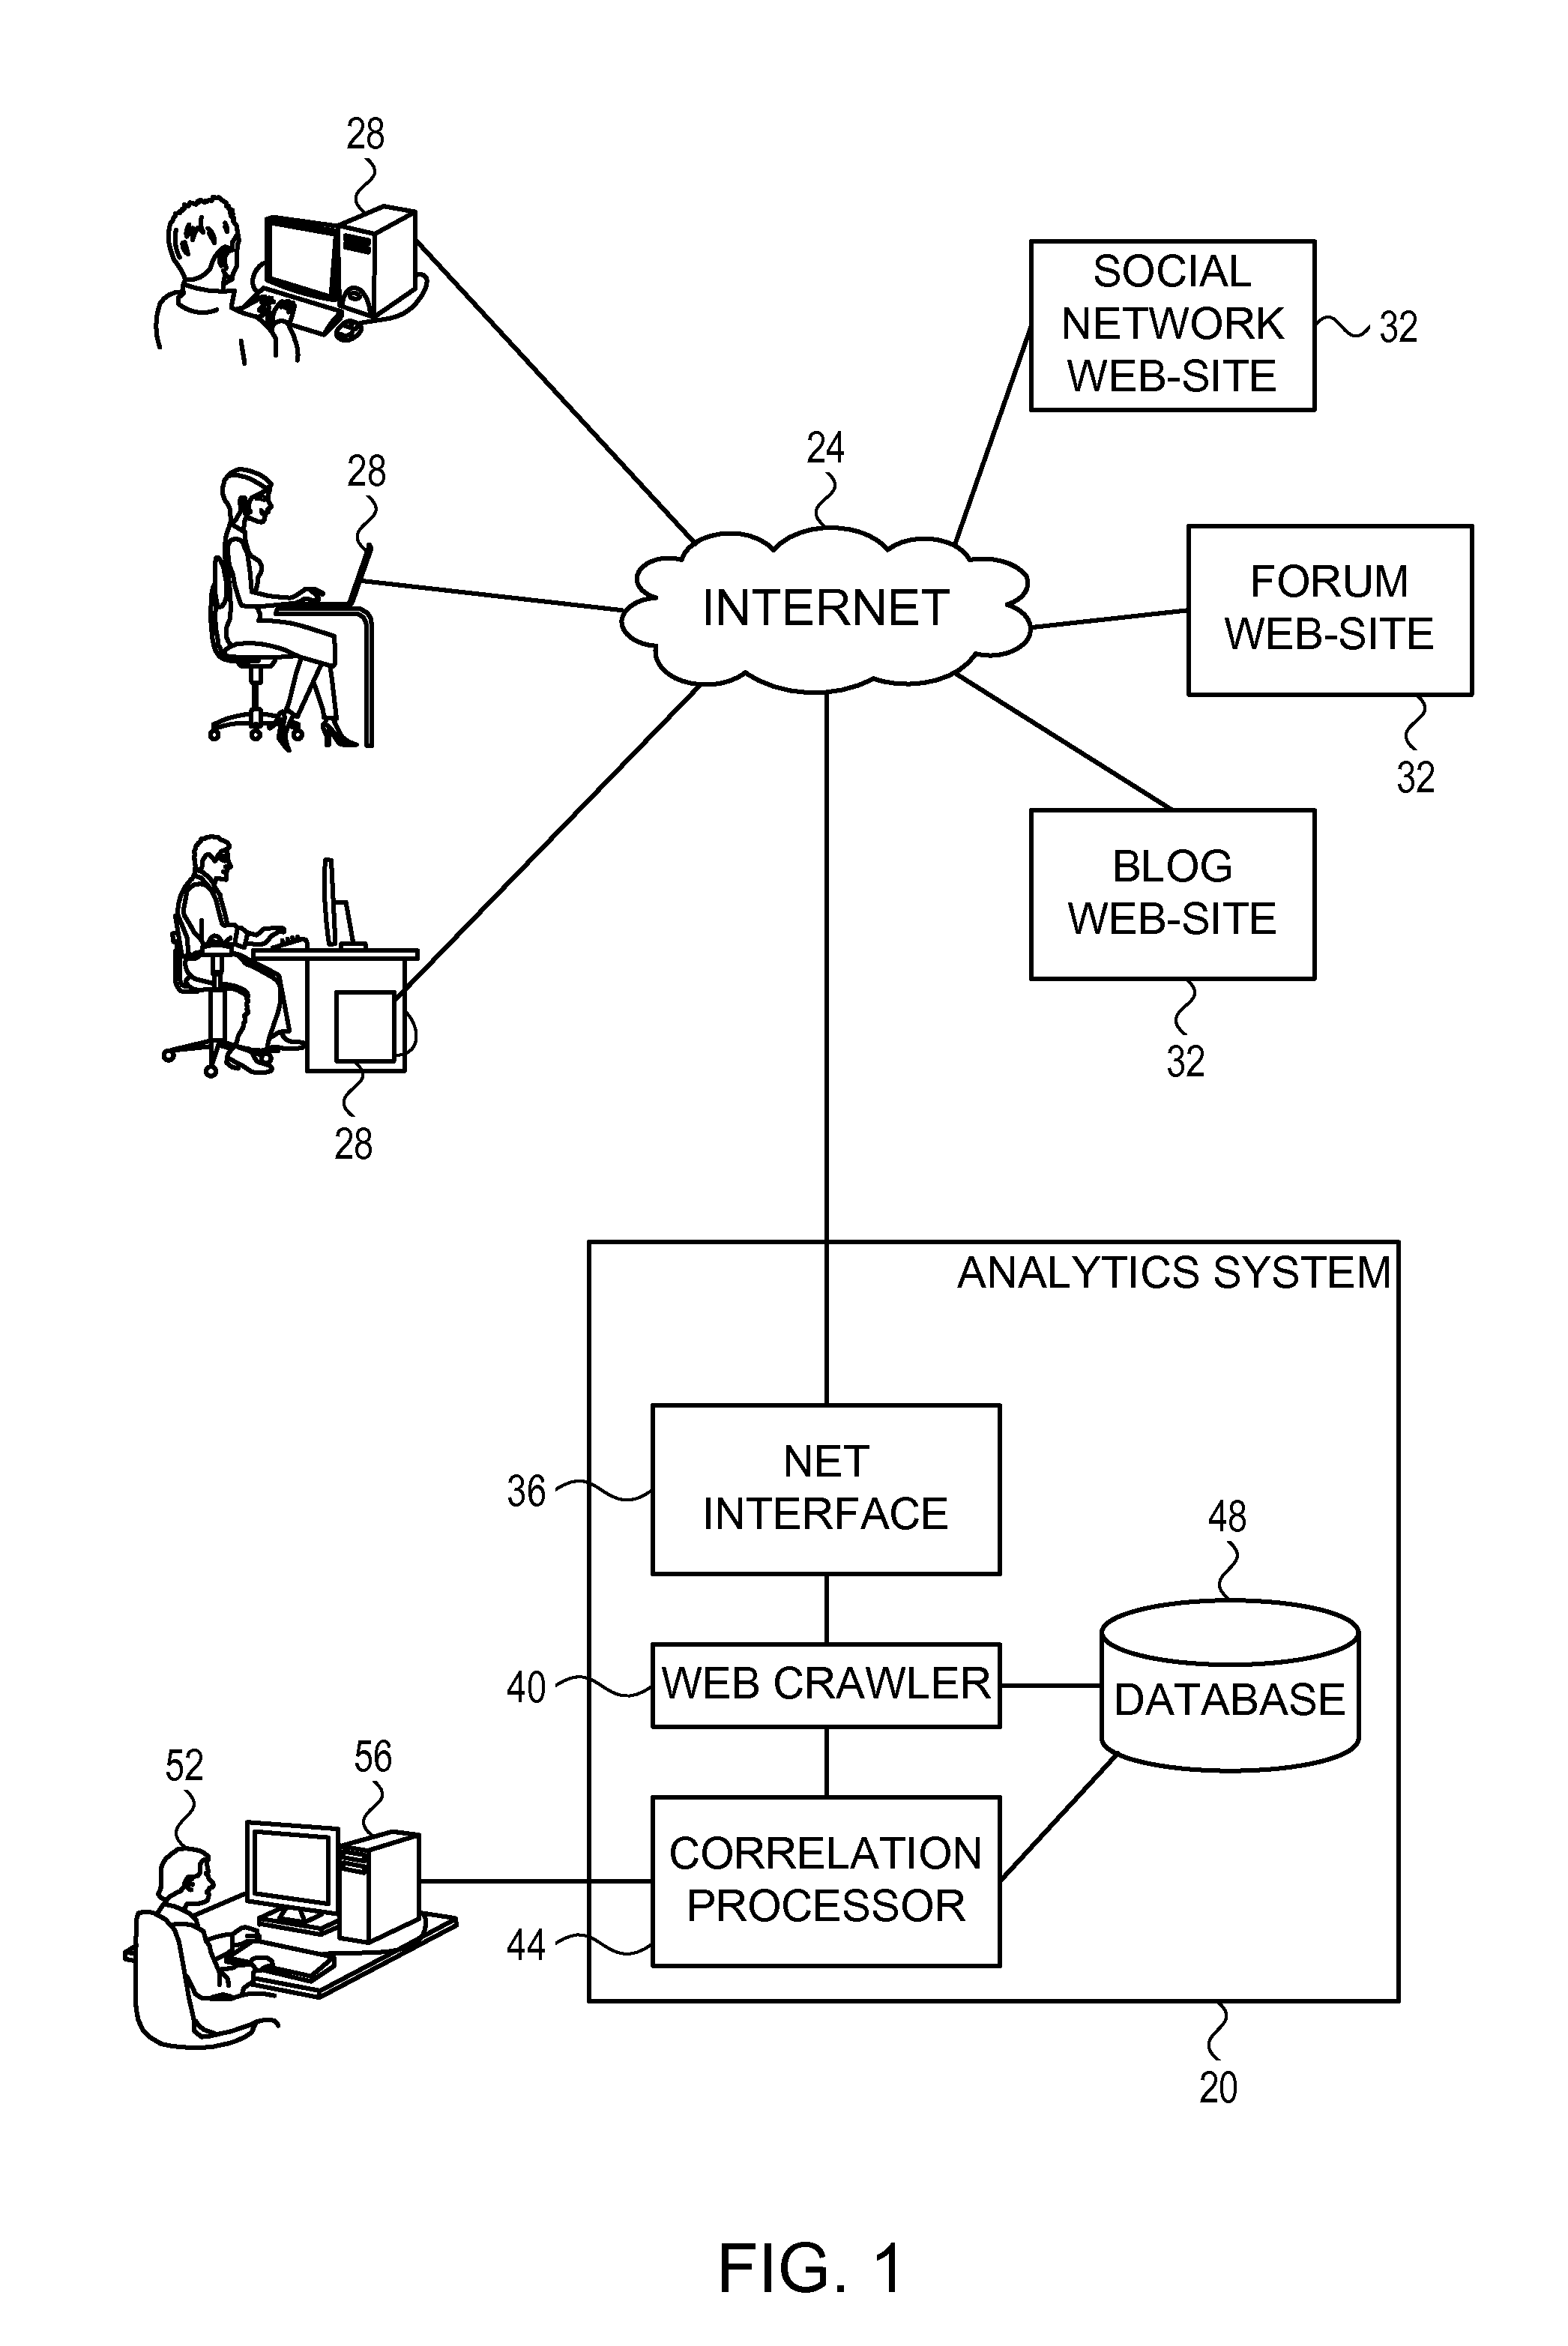 28
SOCIAL
NETWORK
WEB-SITE
32
24
28
INTERNET
FORUM
WEB-SITE
32
BLOG
WEB-SITE
32
28
ANALYTICS SYSTEM
NET
INTERFACE
36
48
WEB CRAWLER
40
DATABASE
52
56
CORRELATION
PROCESSOR
44
20
FIG. 1